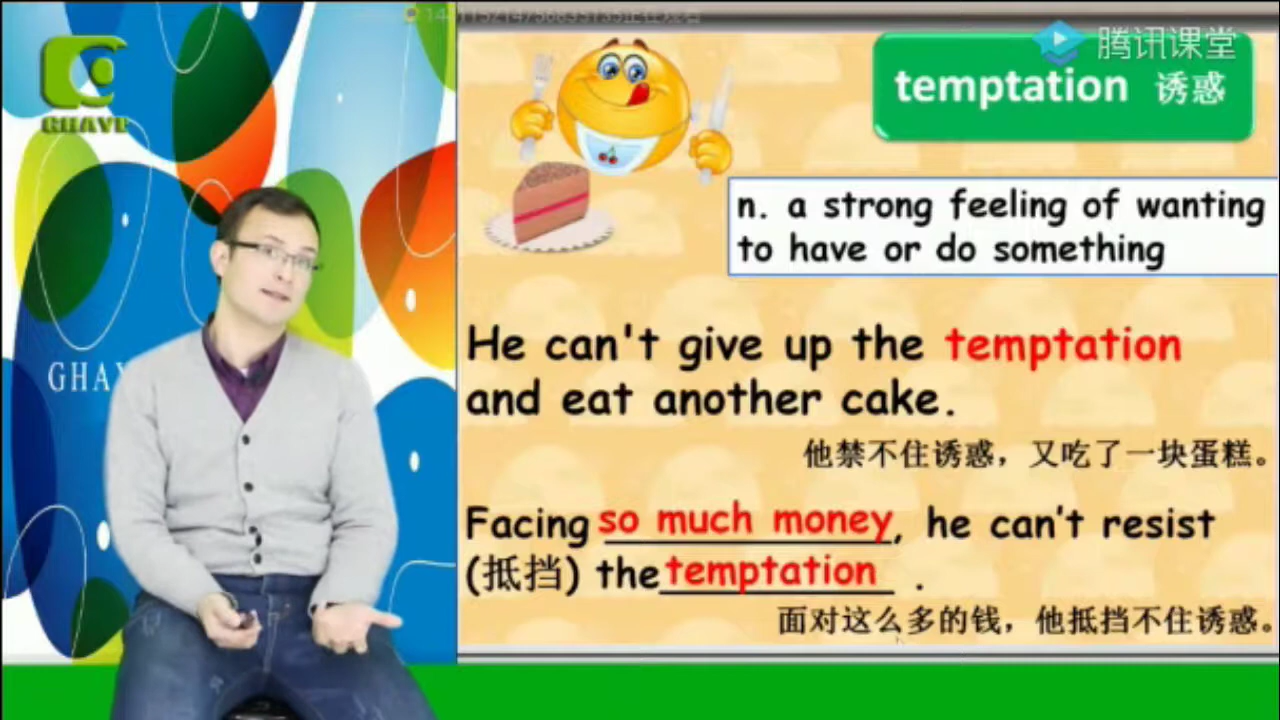 腾讯课堂
GHAYP
temptation 诱惑
n. a strong feeling of wanting
to have or do something
GHAY
He can't give up the temptation
and eat another cake.
他禁不住诱惑，又吃了一块蛋糕。
Facing so much money, he can't resist
(抵挡) the temptation .
面对这么多的钱，他抵挡不住诱惑。